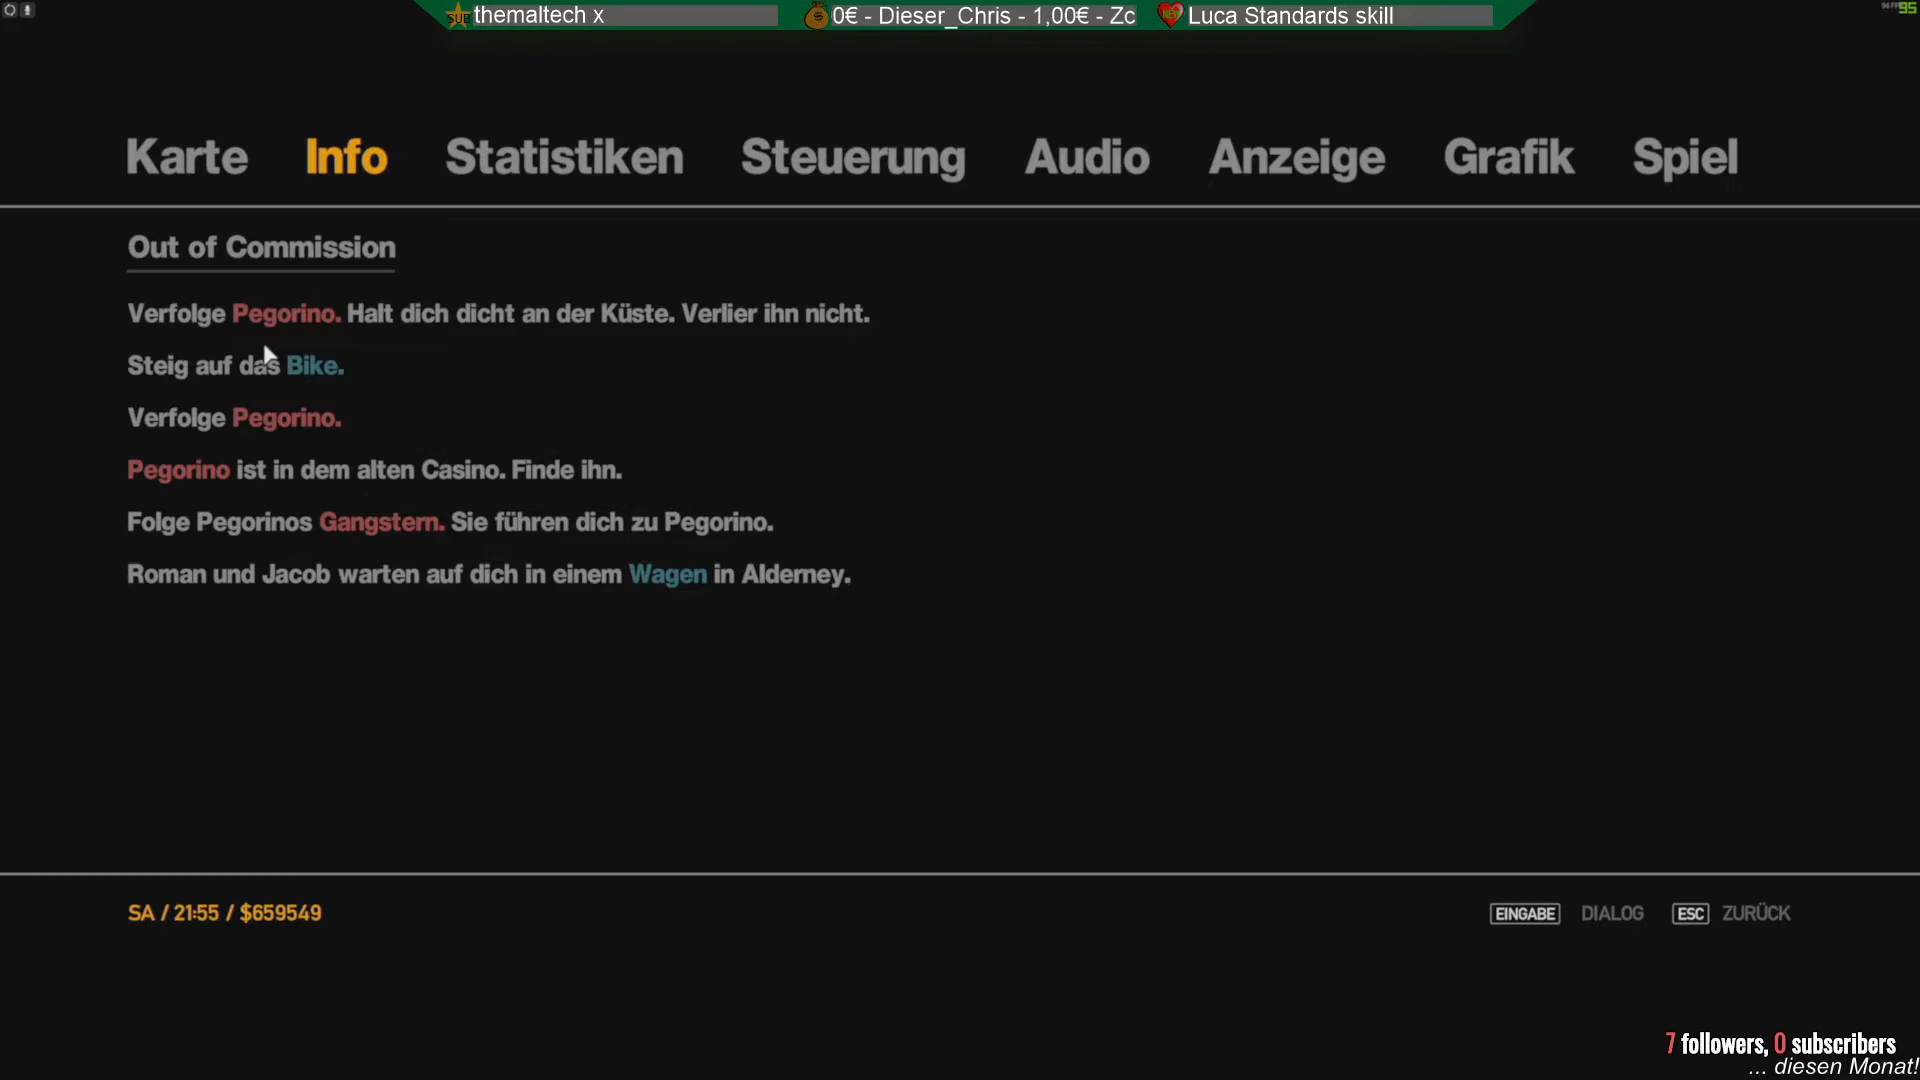 SUB themaltech x
0€ - Dieser_Chris - 1,00€ - Zc
NEW Luca Standards skill
95
Karte Info Statistiken Steuerung Audio Anzeige Grafik Spiel
Out of Commission
Verfolge Pegorino. Halt dich dicht an der Küste. Verlier ihn nicht.
Steig auf das Bike.
Verfolge Pegorino.
Pegorino ist in dem alten Casino. Finde ihn.
Folge Pegorinos Gangstern. Sie führen dich zu Pegorino.
Roman und Jacob warten auf dich in einem Wagen in Alderney.
SA / 21:55 / $659549
EINGABE DIALOG ESC ZURÜCK
7 followers, 0 subscribers
... diesen Monat!